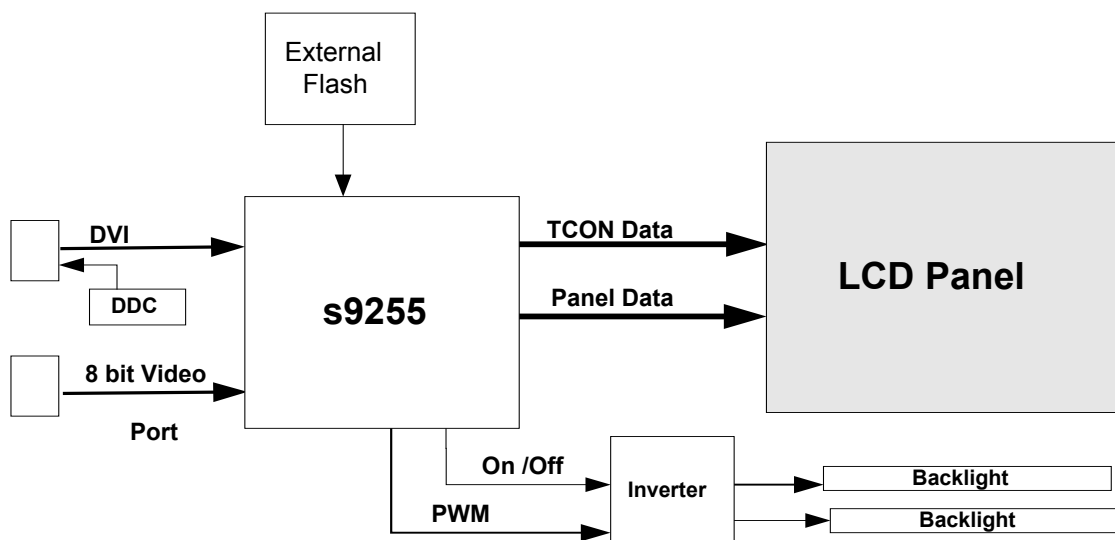 External
Flash
DVI
DDC
s9255
TCON Data
Panel Data
LCD Panel
8 bit Video
Port
On /Off
PWM
Inverter
Backlight
Backlight